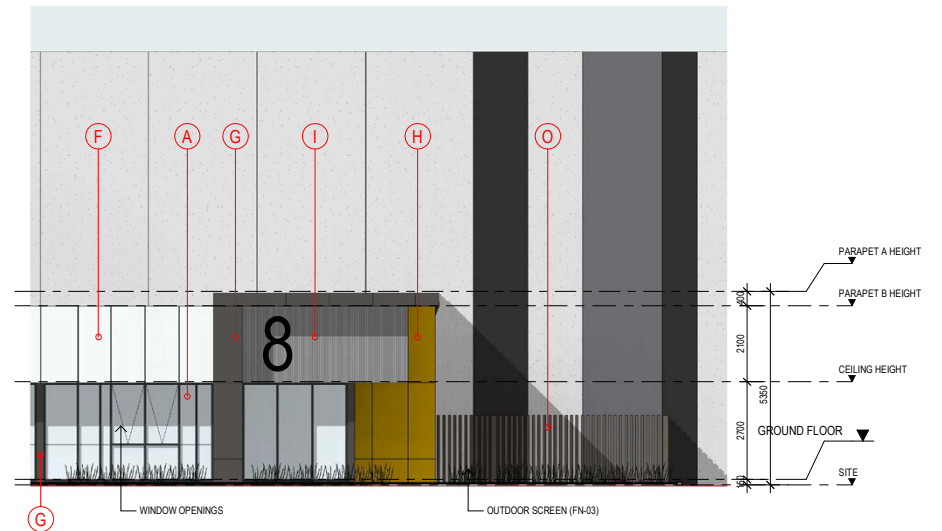 F
A
G
I
H
O
PARAPET A HEIGHT
400
PARAPET B HEIGHT
8
2100
CEILING HEIGHT
5350
2700
GROUND FLOOR
150
SITE
WINDOW OPENINGS
OUTDOOR SCREEN (FN-03)
G